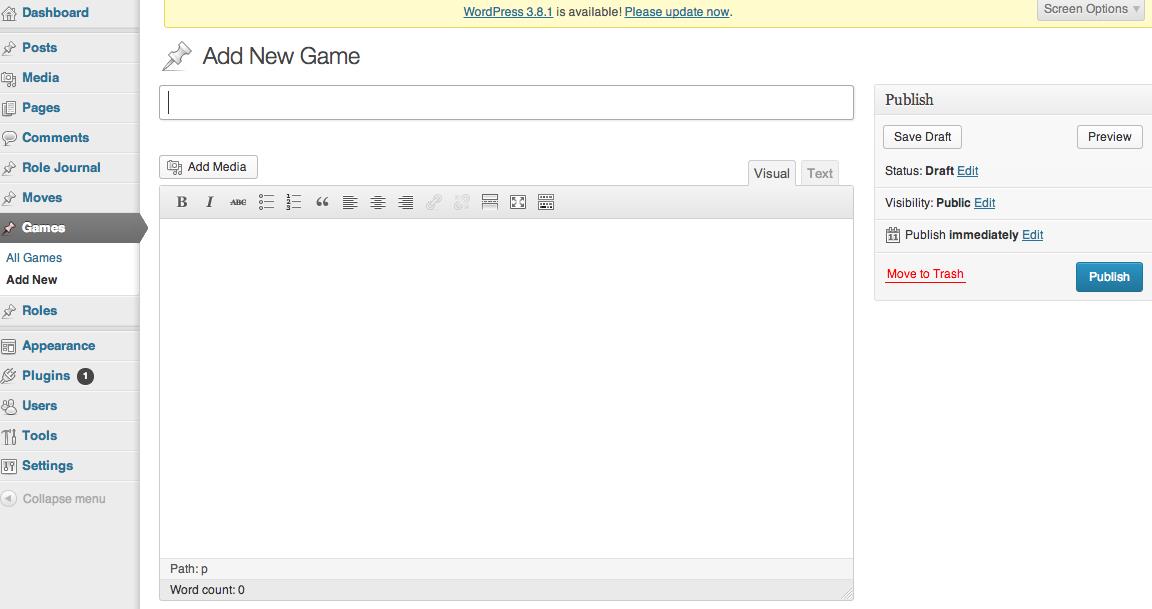 Dashboard
Posts
Media
Pages
Comments
Role Journal
Moves
Games
All Games
Add New
Roles
Appearance
Plugins 1
Users
Tools
Settings
Collapse menu
WordPress 3.8.1 is available! Please update now.
Screen Options
Add New Game
Add Media
Visual
Text
B I ABC
Path: p
Word count: 0
Publish
Save Draft
Preview
Status: Draft Edit
Visibility: Public Edit
11 Publish immediately Edit
Move to Trash
Publish